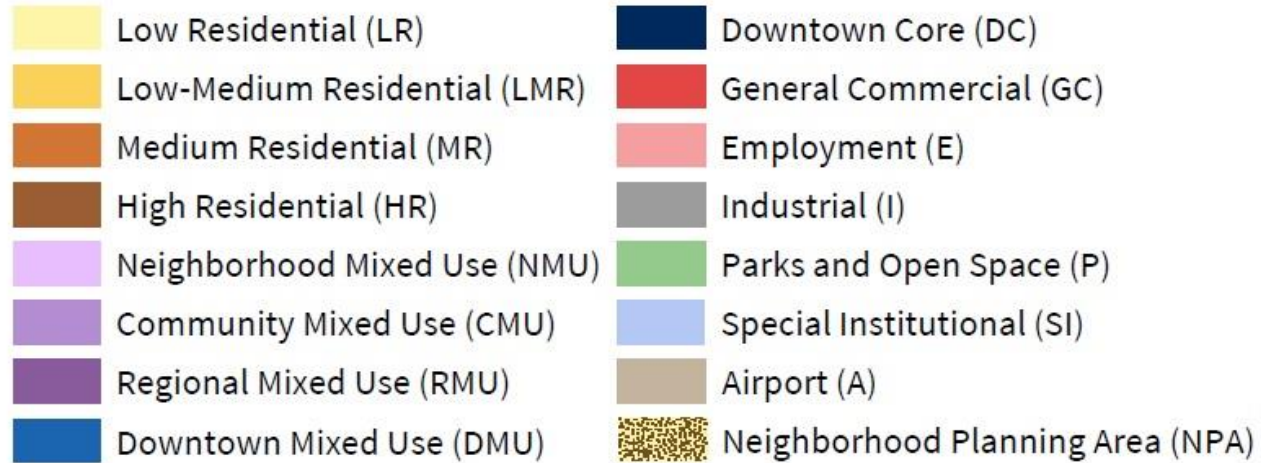 Low Residential (LR)
Low-Medium Residential (LMR)
Medium Residential (MR)
High Residential (HR)
Neighborhood Mixed Use (NMU)
Community Mixed Use (CMU)
Regional Mixed Use (RMU)
Downtown Mixed Use (DMU)
Downtown Core (DC)
General Commercial (GC)
Employment (E)
Industrial (I)
Parks and Open Space (P)
Special Institutional (SI)
Airport (A)
Neighborhood Planning Area (NPA)